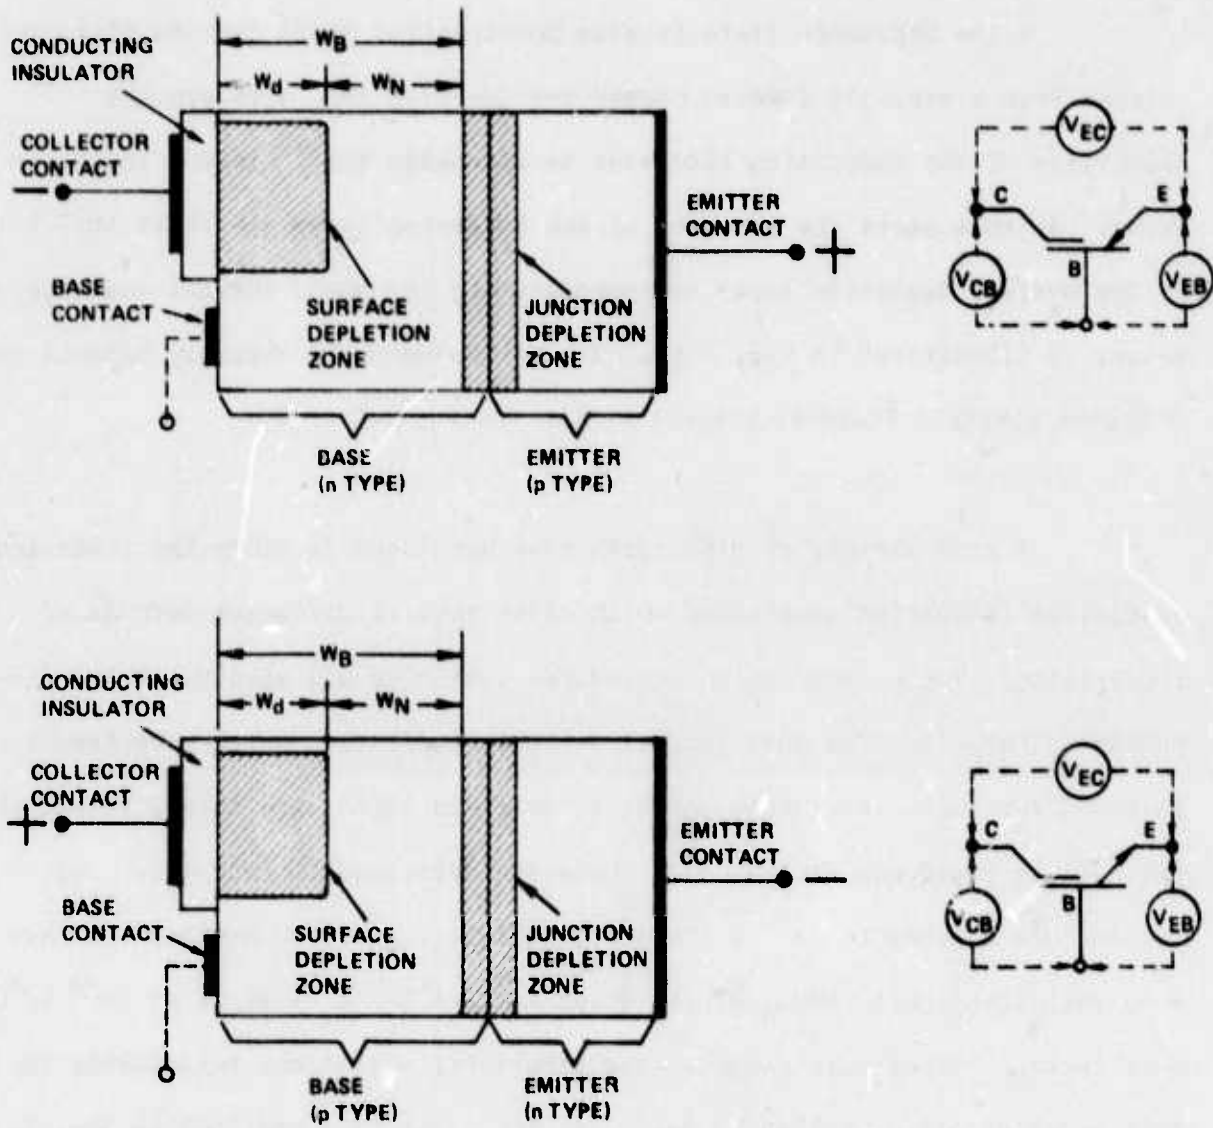 W_B
CONDUCTING
INSULATOR
W_d
W_N
COLLECTOR
CONTACT
−
BASE
CONTACT
SURFACE
DEPLETION
ZONE
JUNCTION
DEPLETION
ZONE
EMITTER
CONTACT
+
BASE
(n TYPE)
EMITTER
(p TYPE)
V_EC
C
E
B
V_CB
V_EB
W_B
CONDUCTING
INSULATOR
W_d
W_N
COLLECTOR
CONTACT
+
BASE
CONTACT
SURFACE
DEPLETION
ZONE
JUNCTION
DEPLETION
ZONE
EMITTER
CONTACT
−
BASE
(p TYPE)
EMITTER
(n TYPE)
V_EC
C
E
B
V_CB
V_EB